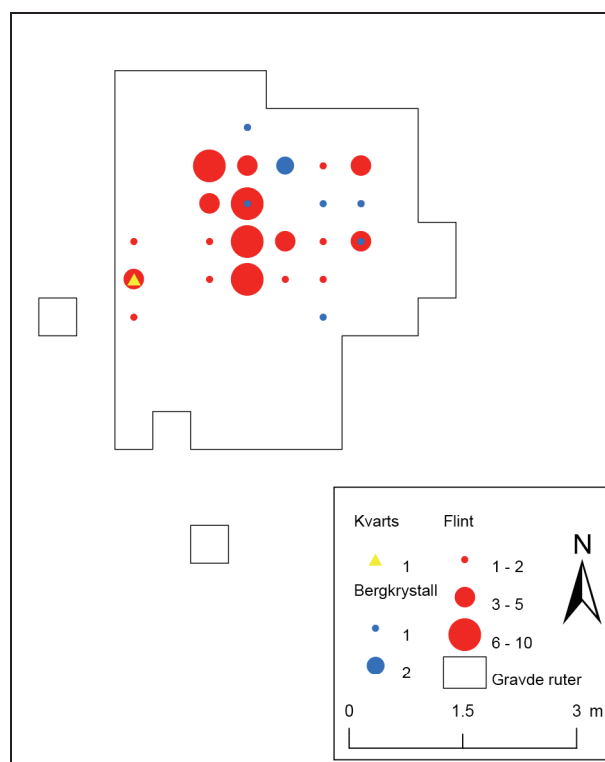 Kvarts Flint
1 1 - 2
Bergkrystall
3 - 5
1
6 - 10
2
Gravde ruter
N
0 1.5 3 m